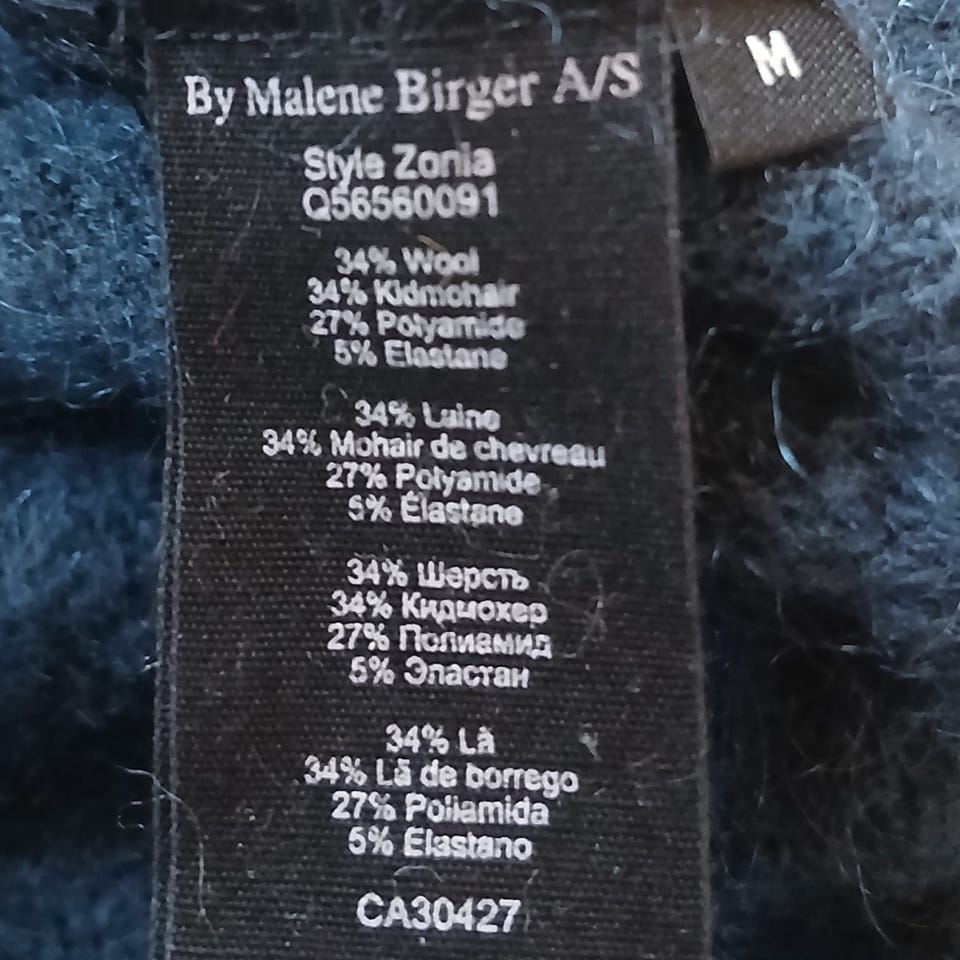 By Malene Birger A/S
M
Style Zonia
Q56560091
34% Wool
34% Kidmohair
27% Polyamide
5% Elastane
34% Laine
34% Mohair de chevreau
27% Polyamide
5% Élastane
34% Шерсть
34% Кидмохер
27% Полиамид
5% Эластан
34% Lã
34% Lã de borrego
27% Poliamida
5% Elastano
CA30427